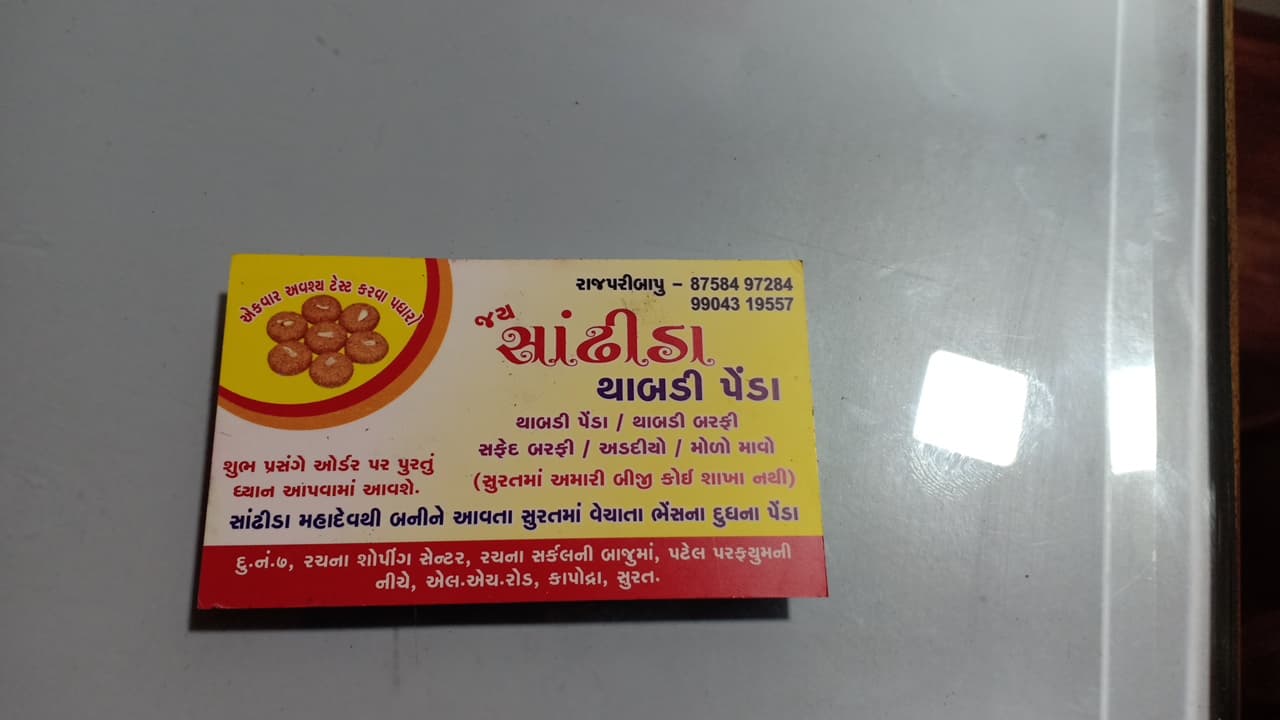 એકવાર અવશ્ય ટેસ્ટ કરવા પધારો
રાજપરીબાપુ – 87584 97284
99043 19557
જય
સાંઢીડા
થાબડી પેંડા
થાબડી પેંડા / થાબડી બરફી
સફેદ બરફી / અડદીયો / મોળો માવો
(સુરતમાં અમારી બીજી કોઈ શાખા નથી)
શુભ પ્રસંગે ઓર્ડર પર પુરતું
ધ્યાન આપવામાં આવશે.
સાંઢીડા મહાદેવથી બનીને આવતા સુરતમાં વેચાતા ભેંસના દુધના પેંડા
દુ.નં.૭, રચના શોપીંગ સેન્ટર, રચના સર્કલની બાજુમાં, પટેલ પરફયુમની
નીચે, એલ.એચ.રોડ, કાપોદ્રા, સુરત.